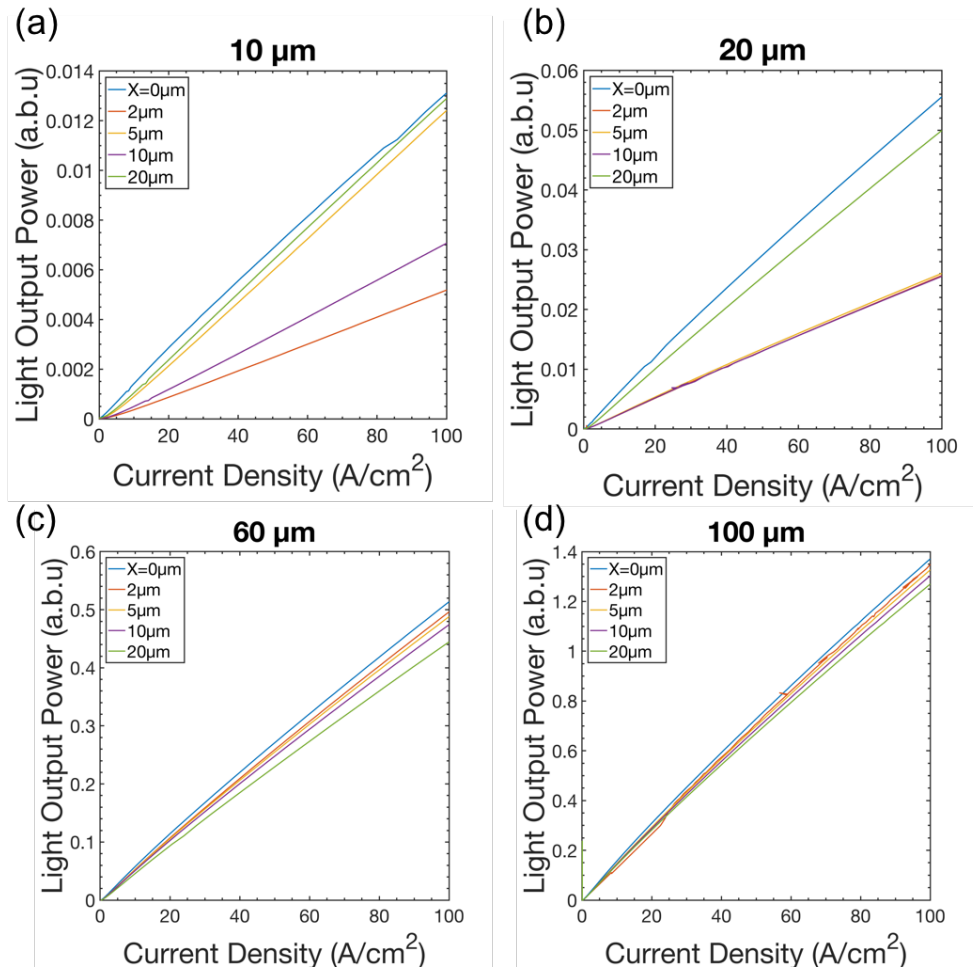 (a)
10 µm
Light Output Power (a.b.u)
0.014
0.012
0.010
0.008
0.006
0.004
0.002
0
X=0µm
2µm
5µm
10µm
20µm
0 20 40 60 80 100
Current Density (A/cm²)
(b)
20 µm
Light Output Power (a.b.u)
0.06
0.05
0.04
0.03
0.02
0.01
0
X=0µm
2µm
5µm
10µm
20µm
0 20 40 60 80 100
Current Density (A/cm²)
(c)
60 µm
Light Output Power (a.b.u)
0.6
0.5
0.4
0.3
0.2
0.1
0
X=0µm
2µm
5µm
10µm
20µm
0 20 40 60 80 100
Current Density (A/cm²)
(d)
100 µm
Light Output Power (a.b.u)
1.4
1.2
1
0.8
0.6
0.4
0.2
0
X=0µm
2µm
5µm
10µm
20µm
0 20 40 60 80 100
Current Density (A/cm²)